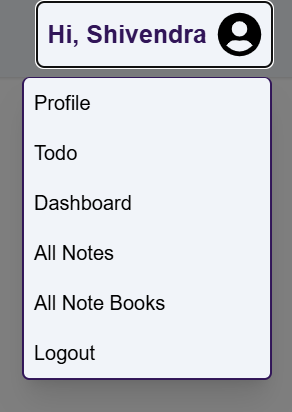 Hi, Shivendra
Profile
Todo
Dashboard
All Notes
All Note Books
Logout